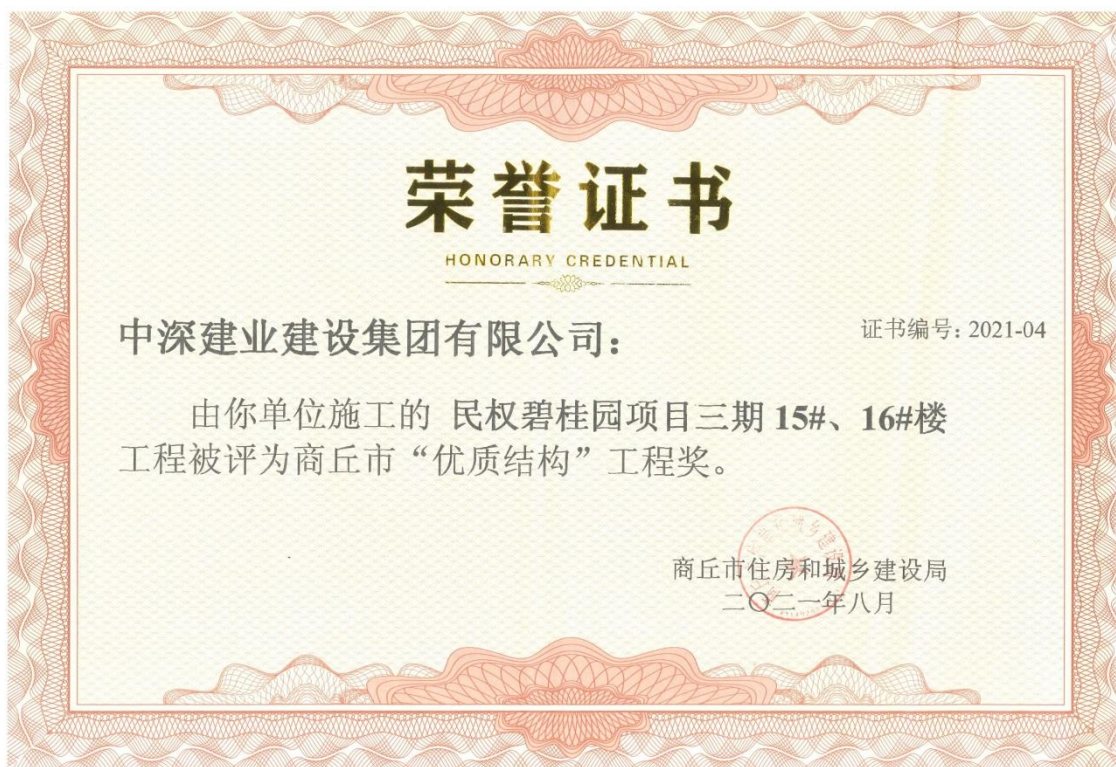 荣誉证书
HONORARY CREDENTIAL
中深建业建设集团有限公司：
证书编号：2021-04
由你单位施工的 民权碧桂园项目三期 15#、16#楼
工程被评为商丘市“优质结构”工程奖。
商丘市住房和城乡建设局
二〇二一年八月